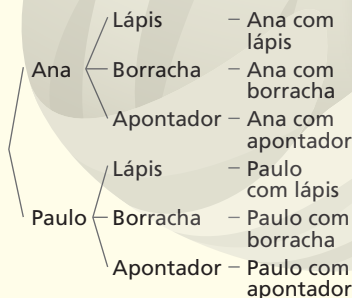 Lápis – Ana com
lápis
Ana Borracha – Ana com
borracha
Apontador – Ana com
apontador
Lápis – Paulo
com lápis
Paulo Borracha – Paulo com
borracha
Apontador – Paulo com
apontador